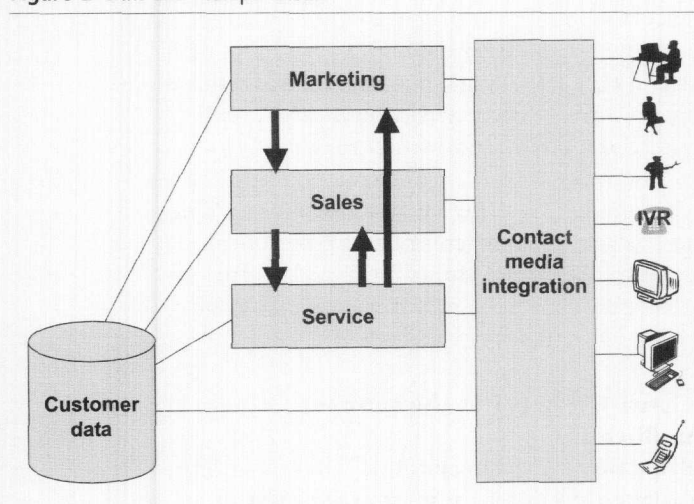 Marketing
Sales
Service
Customer
data
Contact
media
integration
IVR